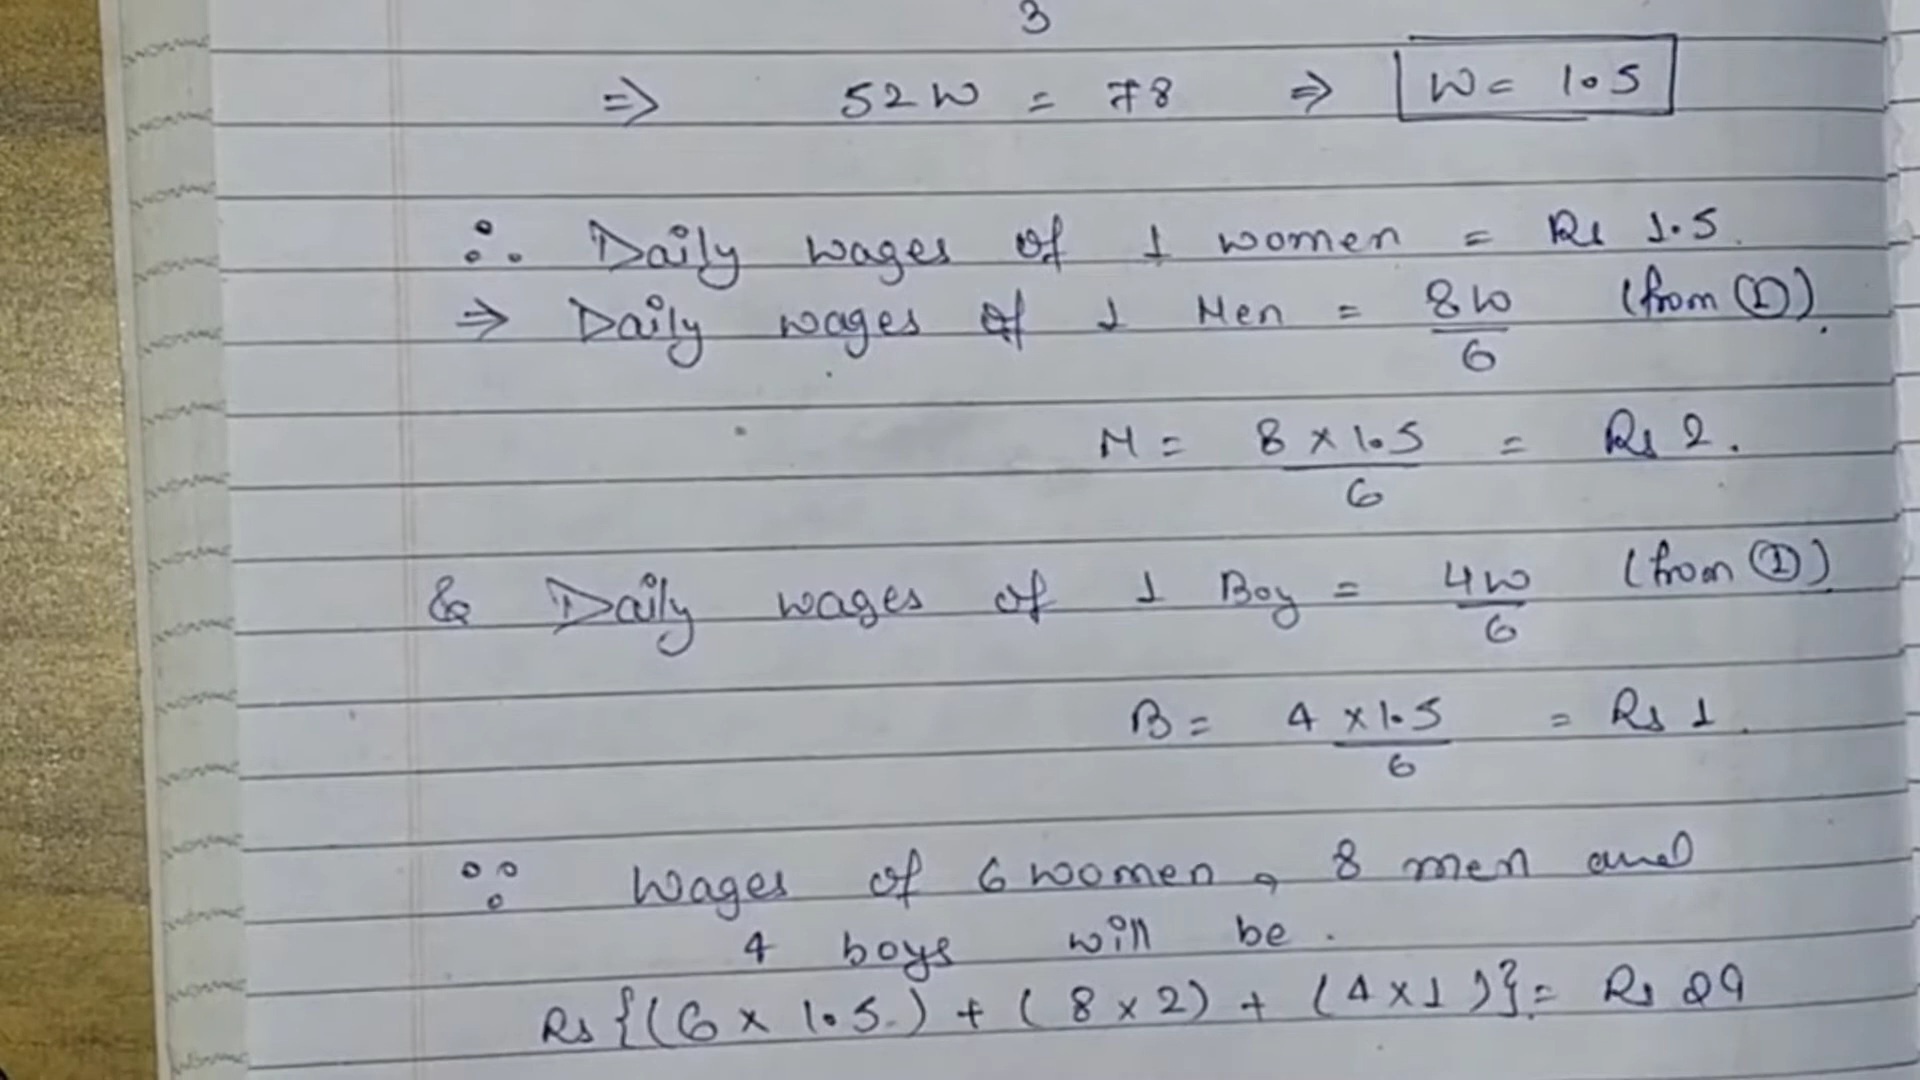 3
⇒ 52W = 78 ⇒ W = 1.5
∴ Daily wages of 1 women = Rs 1.5
⇒ Daily wages of 1 Men = 8W/6 (from ①).
M = 8 × 1.5/6 = Rs 2.
& Daily wages of 1 Boy = 4W/6 (from ①)
B = 4 × 1.5/6 = Rs 1.
∵ Wages of 6 women, 8 men and
4 boys will be.
Rs {(6 × 1.5.) + (8 × 2) + (4 × 1)} = Rs 29